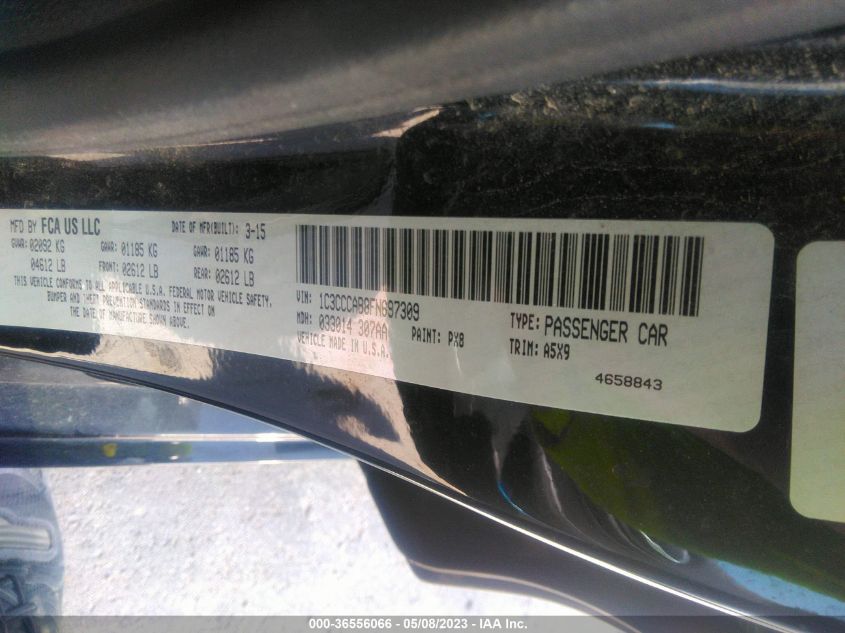 MFD BY FCA US LLC DATE OF MFR(BUILT): 3-15
GVWR: 02092 KG GAWR: 01185 KG GAWR: 01185 KG
04612 LB FRONT: 02612 LB REAR: 02612 LB
THIS VEHICLE CONFORMS TO ALL APPLICABLE U.S.A. FEDERAL MOTOR VEHICLE SAFETY,
BUMPER AND THEFT PREVENTION STANDARDS IN EFFECT ON
THE DATE OF MANUFACTURE SHOWN ABOVE.
VIN: 1C3CCCAB8FN697309
MDH: 033014 307AA PAINT: PX8
VEHICLE MADE IN U.S.A.
TYPE: PASSENGER CAR
TRIM: A5X9
4658843
000-36556066 - 05/08/2023 - IAA Inc.